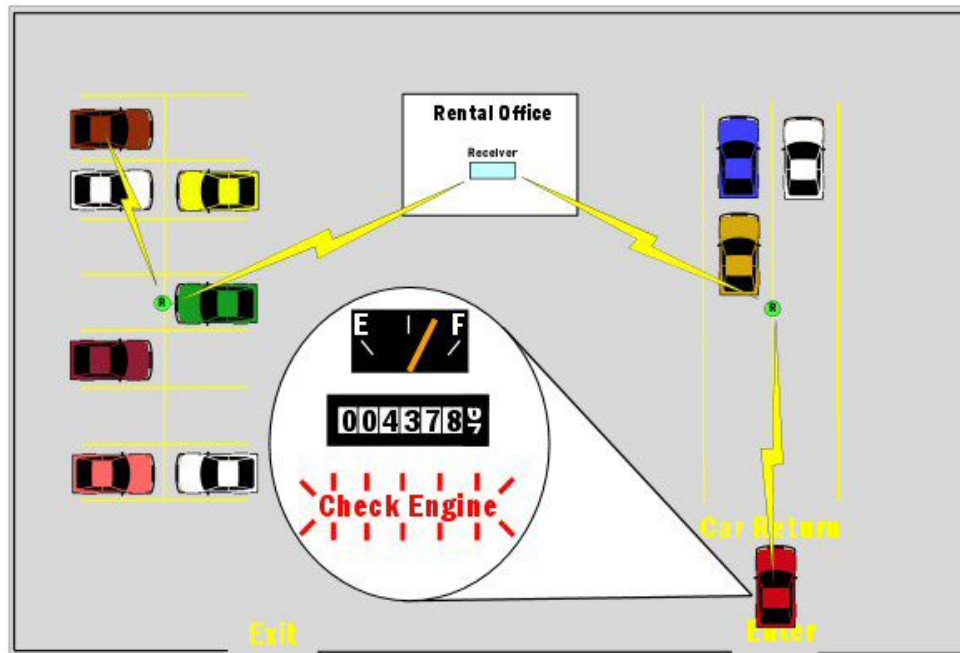 Rental Office
Receiver
R
R
E F
004378
Check Engine
Car Return
Exit
Enter